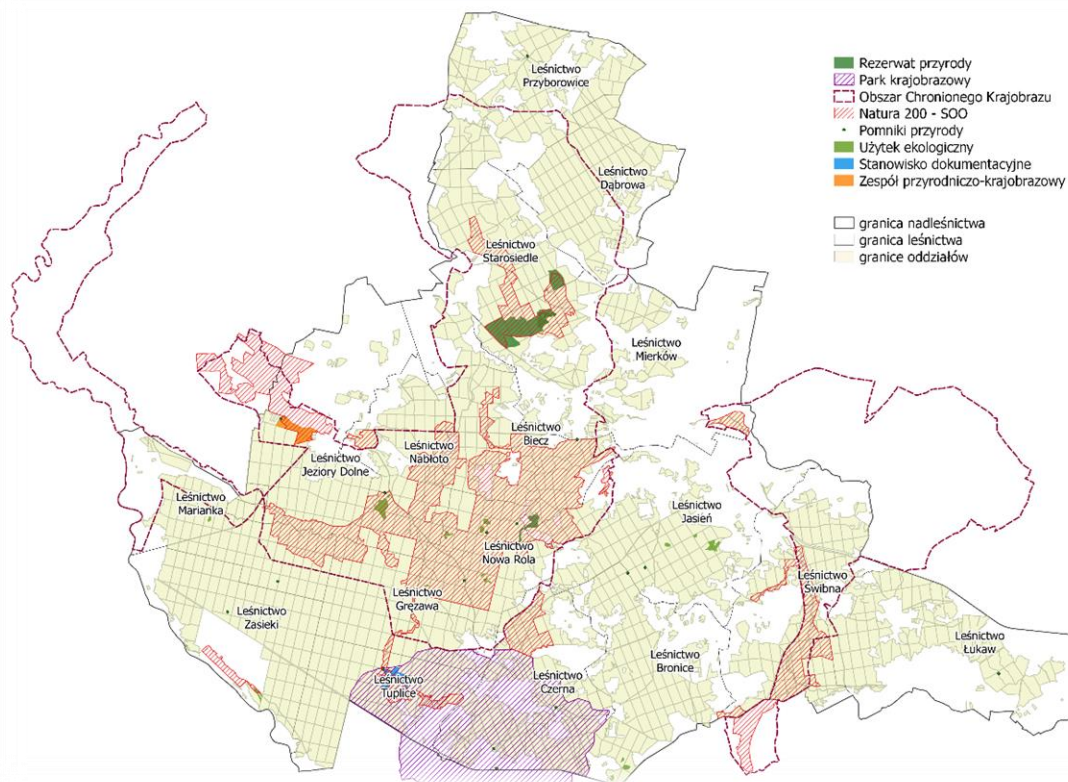 Leśnictwo
Przyborowice
Rezerwat przyrody
Park krajobrazowy
Obszar Chronionego Krajobrazu
Natura 200 - SOO
Pomniki przyrody
Użytek ekologiczny
Stanowisko dokumentacyjne
Zespół przyrodniczo-krajobrazowy
granica nadleśnictwa
granica leśnictwa
granice oddziałów
Leśnictwo
Dąbrowa
Leśnictwo
Starosiedle
Leśnictwo
Mierków
Leśnictwo
Biecz
Leśnictwo
Nabłoto
Leśnictwo
Jeziory Dolne
Leśnictwo
Marianka
Leśnictwo
Jasień
Leśnictwo
Nowa Rola
Leśnictwo
Swibna
Leśnictwo
Gręzawa
Leśnictwo
Zasieki
Leśnictwo
Łukaw
Leśnictwo
Bronice
Leśnictwo
Czerna
Leśnictwo
Tuplice